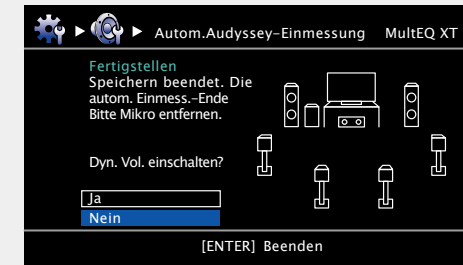 Autom.Audyssey-Einmessung MultEQ XT
Fertigstellen
Speichern beendet. Die
autom. Einmess.-Ende
Bitte Mikro entfernen.
Dyn. Vol. einschalten?
Ja
Nein
[ENTER] Beenden